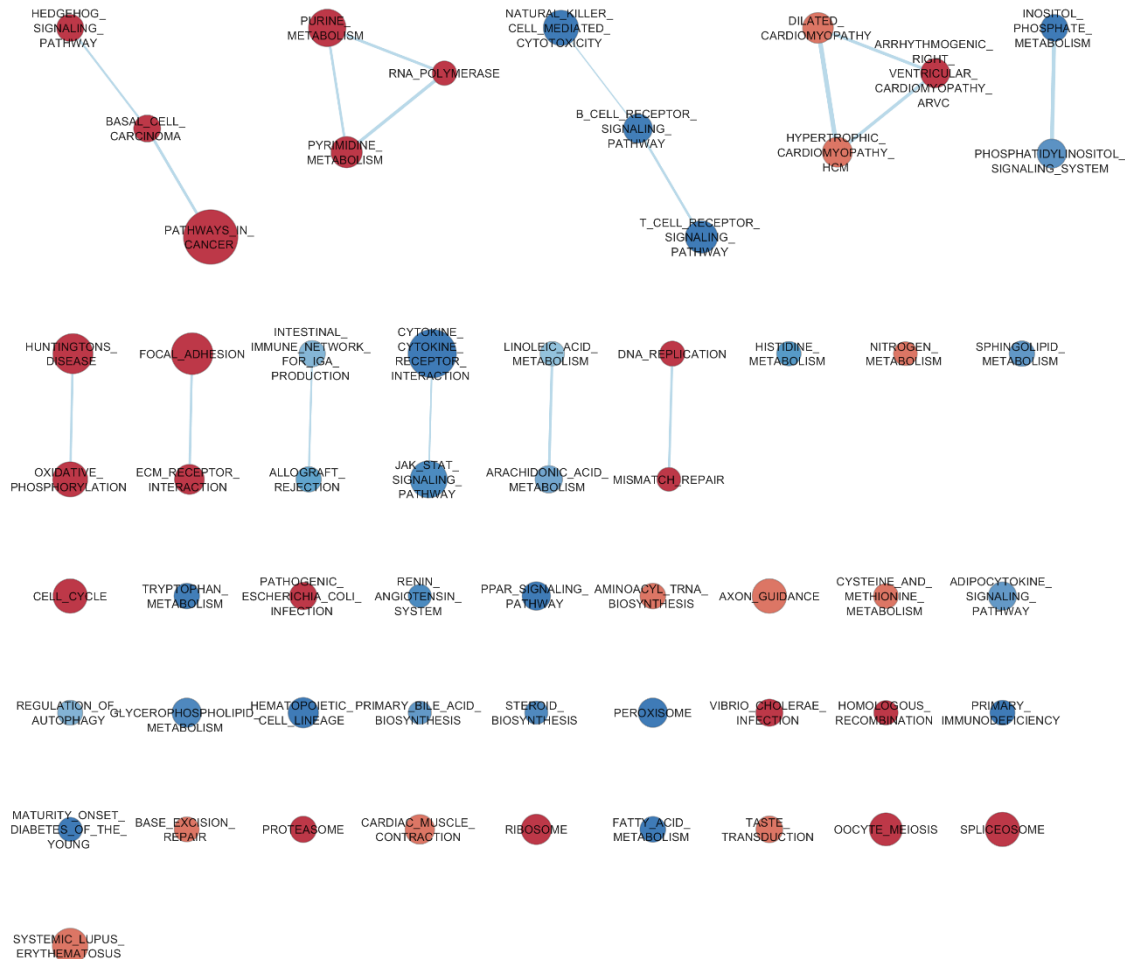 HEDGEHOG_
SIGNALING_
PATHWAY
BASAL_CELL_
CARCINOMA
PATHWAYS_IN_
CANCER
PURINE_
METABOLISM
RNA_POLYMERASE
PYRIMIDINE_
METABOLISM
NATURAL_KILLER_
CELL_MEDIATED_
CYTOTOXICITY
B_CELL_RECEPTOR_
SIGNALING_
PATHWAY
T_CELL_RECEPTOR_
SIGNALING_
PATHWAY
DILATED_
CARDIOMYOPATHY
ARRHYTHMOGENIC_
RIGHT_
VENTRICULAR_
CARDIOMYOPATHY_
ARVC
HYPERTROPHIC_
CARDIOMYOPATHY_
HCM
INOSITOL_
PHOSPHATE_
METABOLISM
PHOSPHATIDYLINOSITOL_
SIGNALING_SYSTEM
HUNTINGTONS_
DISEASE
FOCAL_ADHESION
INTESTINAL_
IMMUNE_NETWORK_
FOR_IGA_
PRODUCTION
CYTOKINE_
CYTOKINE_
RECEPTOR_
INTERACTION
LINOLEIC_ACID_
METABOLISM
DNA_REPLICATION
HISTIDINE_
METABOLISM
NITROGEN_
METABOLISM
SPHINGOLIPID_
METABOLISM
OXIDATIVE_
PHOSPHORYLATION
ECM_RECEPTOR_
INTERACTION
ALLOGRAFT_
REJECTION
JAK_STAT_
SIGNALING_
PATHWAY
ARACHIDONIC_ACID_
METABOLISM
MISMATCH_REPAIR
CELL_CYCLE
TRYPTOPHAN_
METABOLISM
PATHOGENIC_
ESCHERICHIA_COLI_
INFECTION
RENIN_
ANGIOTENSIN_
SYSTEM
PPAR_SIGNALING_
PATHWAY
AMINOACYL_TRNA_
BIOSYNTHESIS
AXON_GUIDANCE
CYSTEINE_AND_
METHIONINE_
METABOLISM
ADIPOCYTOKINE_
SIGNALING_
PATHWAY
REGULATION_OF_
AUTOPHAGY
GLYCEROPHOSPHOLIPID_
METABOLISM
HEMATOPOIETIC_
CELL_LINEAGE
PRIMARY_BILE_ACID_
BIOSYNTHESIS
STEROID_
BIOSYNTHESIS
PEROXISOME
VIBRIO_CHOLERAE_
INFECTION
HOMOLOGOUS_
RECOMBINATION
PRIMARY_
IMMUNODEFICIENCY
MATURITY_ONSET_
DIABETES_OF_THE_
YOUNG
BASE_EXCISION_
REPAIR
PROTEASOME
CARDIAC_MUSCLE_
CONTRACTION
RIBOSOME
FATTY_ACID_
METABOLISM
TASTE_
TRANSDUCTION
OOCYTE_MEIOSIS
SPLICEOSOME
SYSTEMIC_LUPUS_
ERYTHEMATOSUS